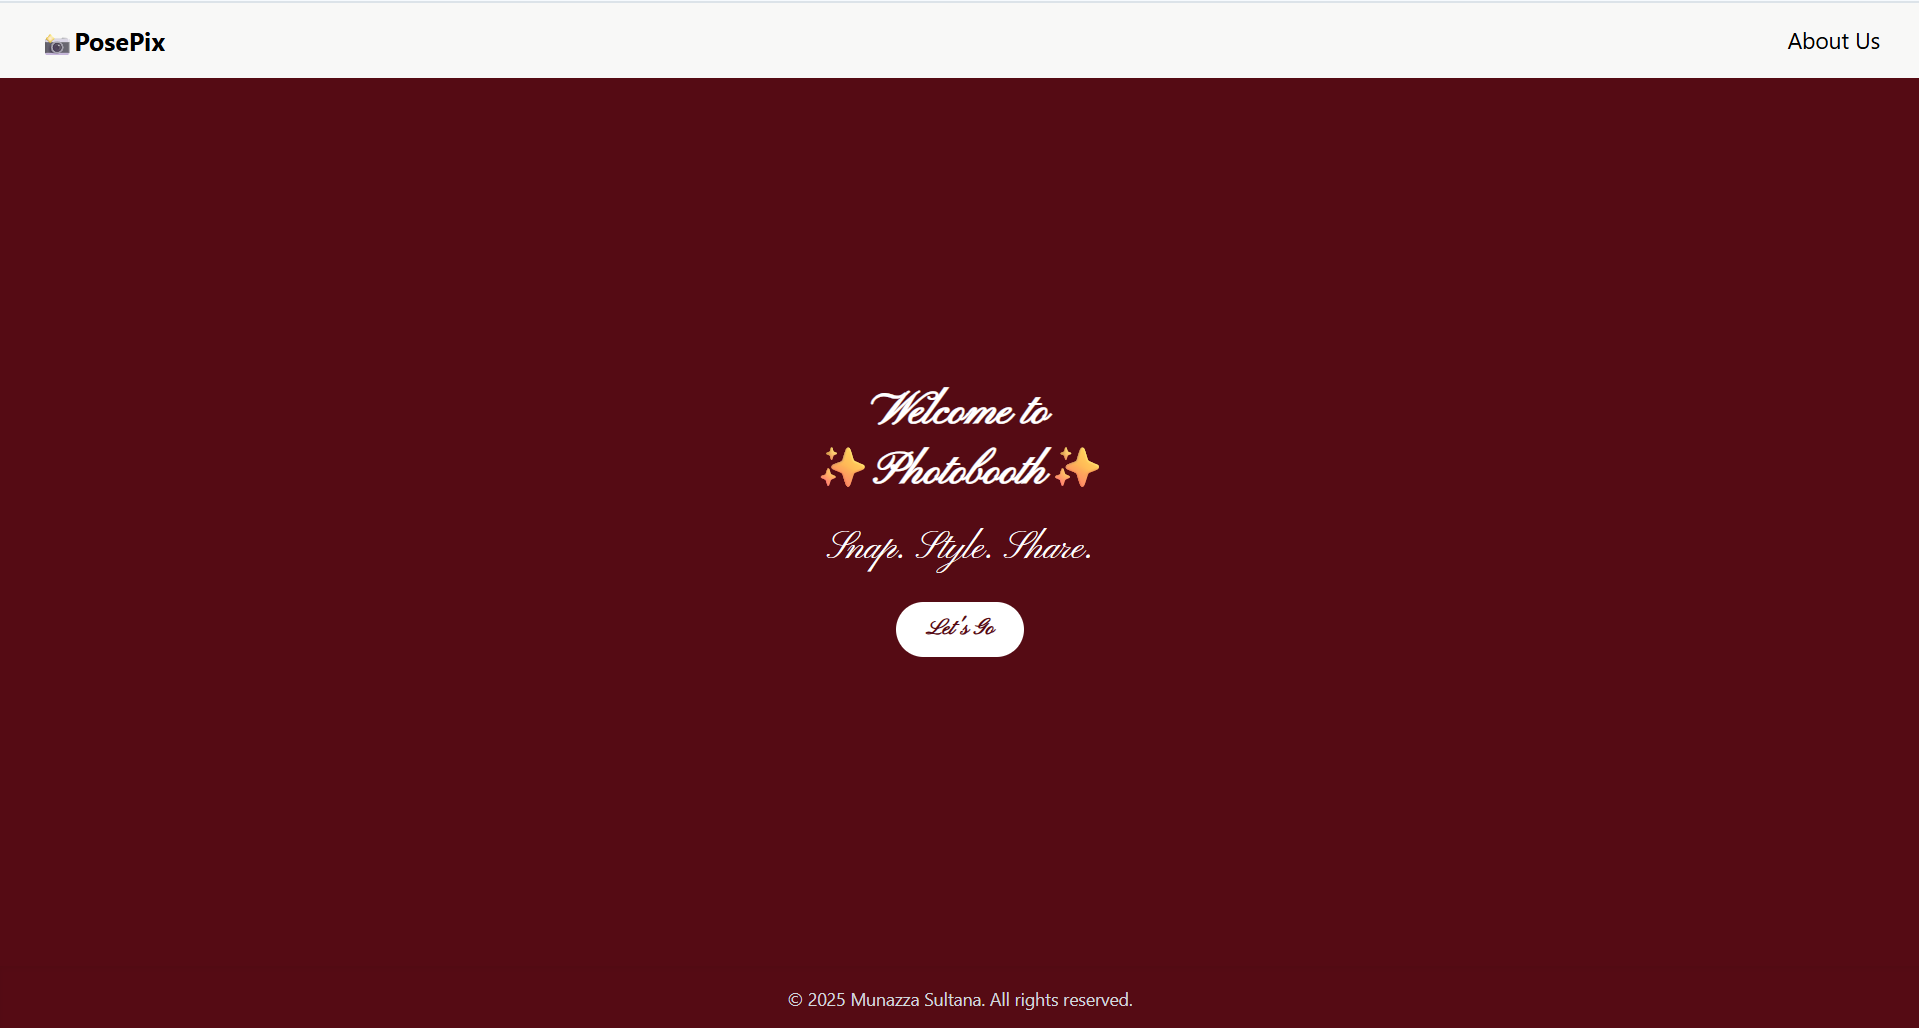 📸 PosePix
About Us
Welcome to
✨ Photobooth ✨
Snap. Style. Share.
Let's Go
© 2025 Munazza Sultana. All rights reserved.